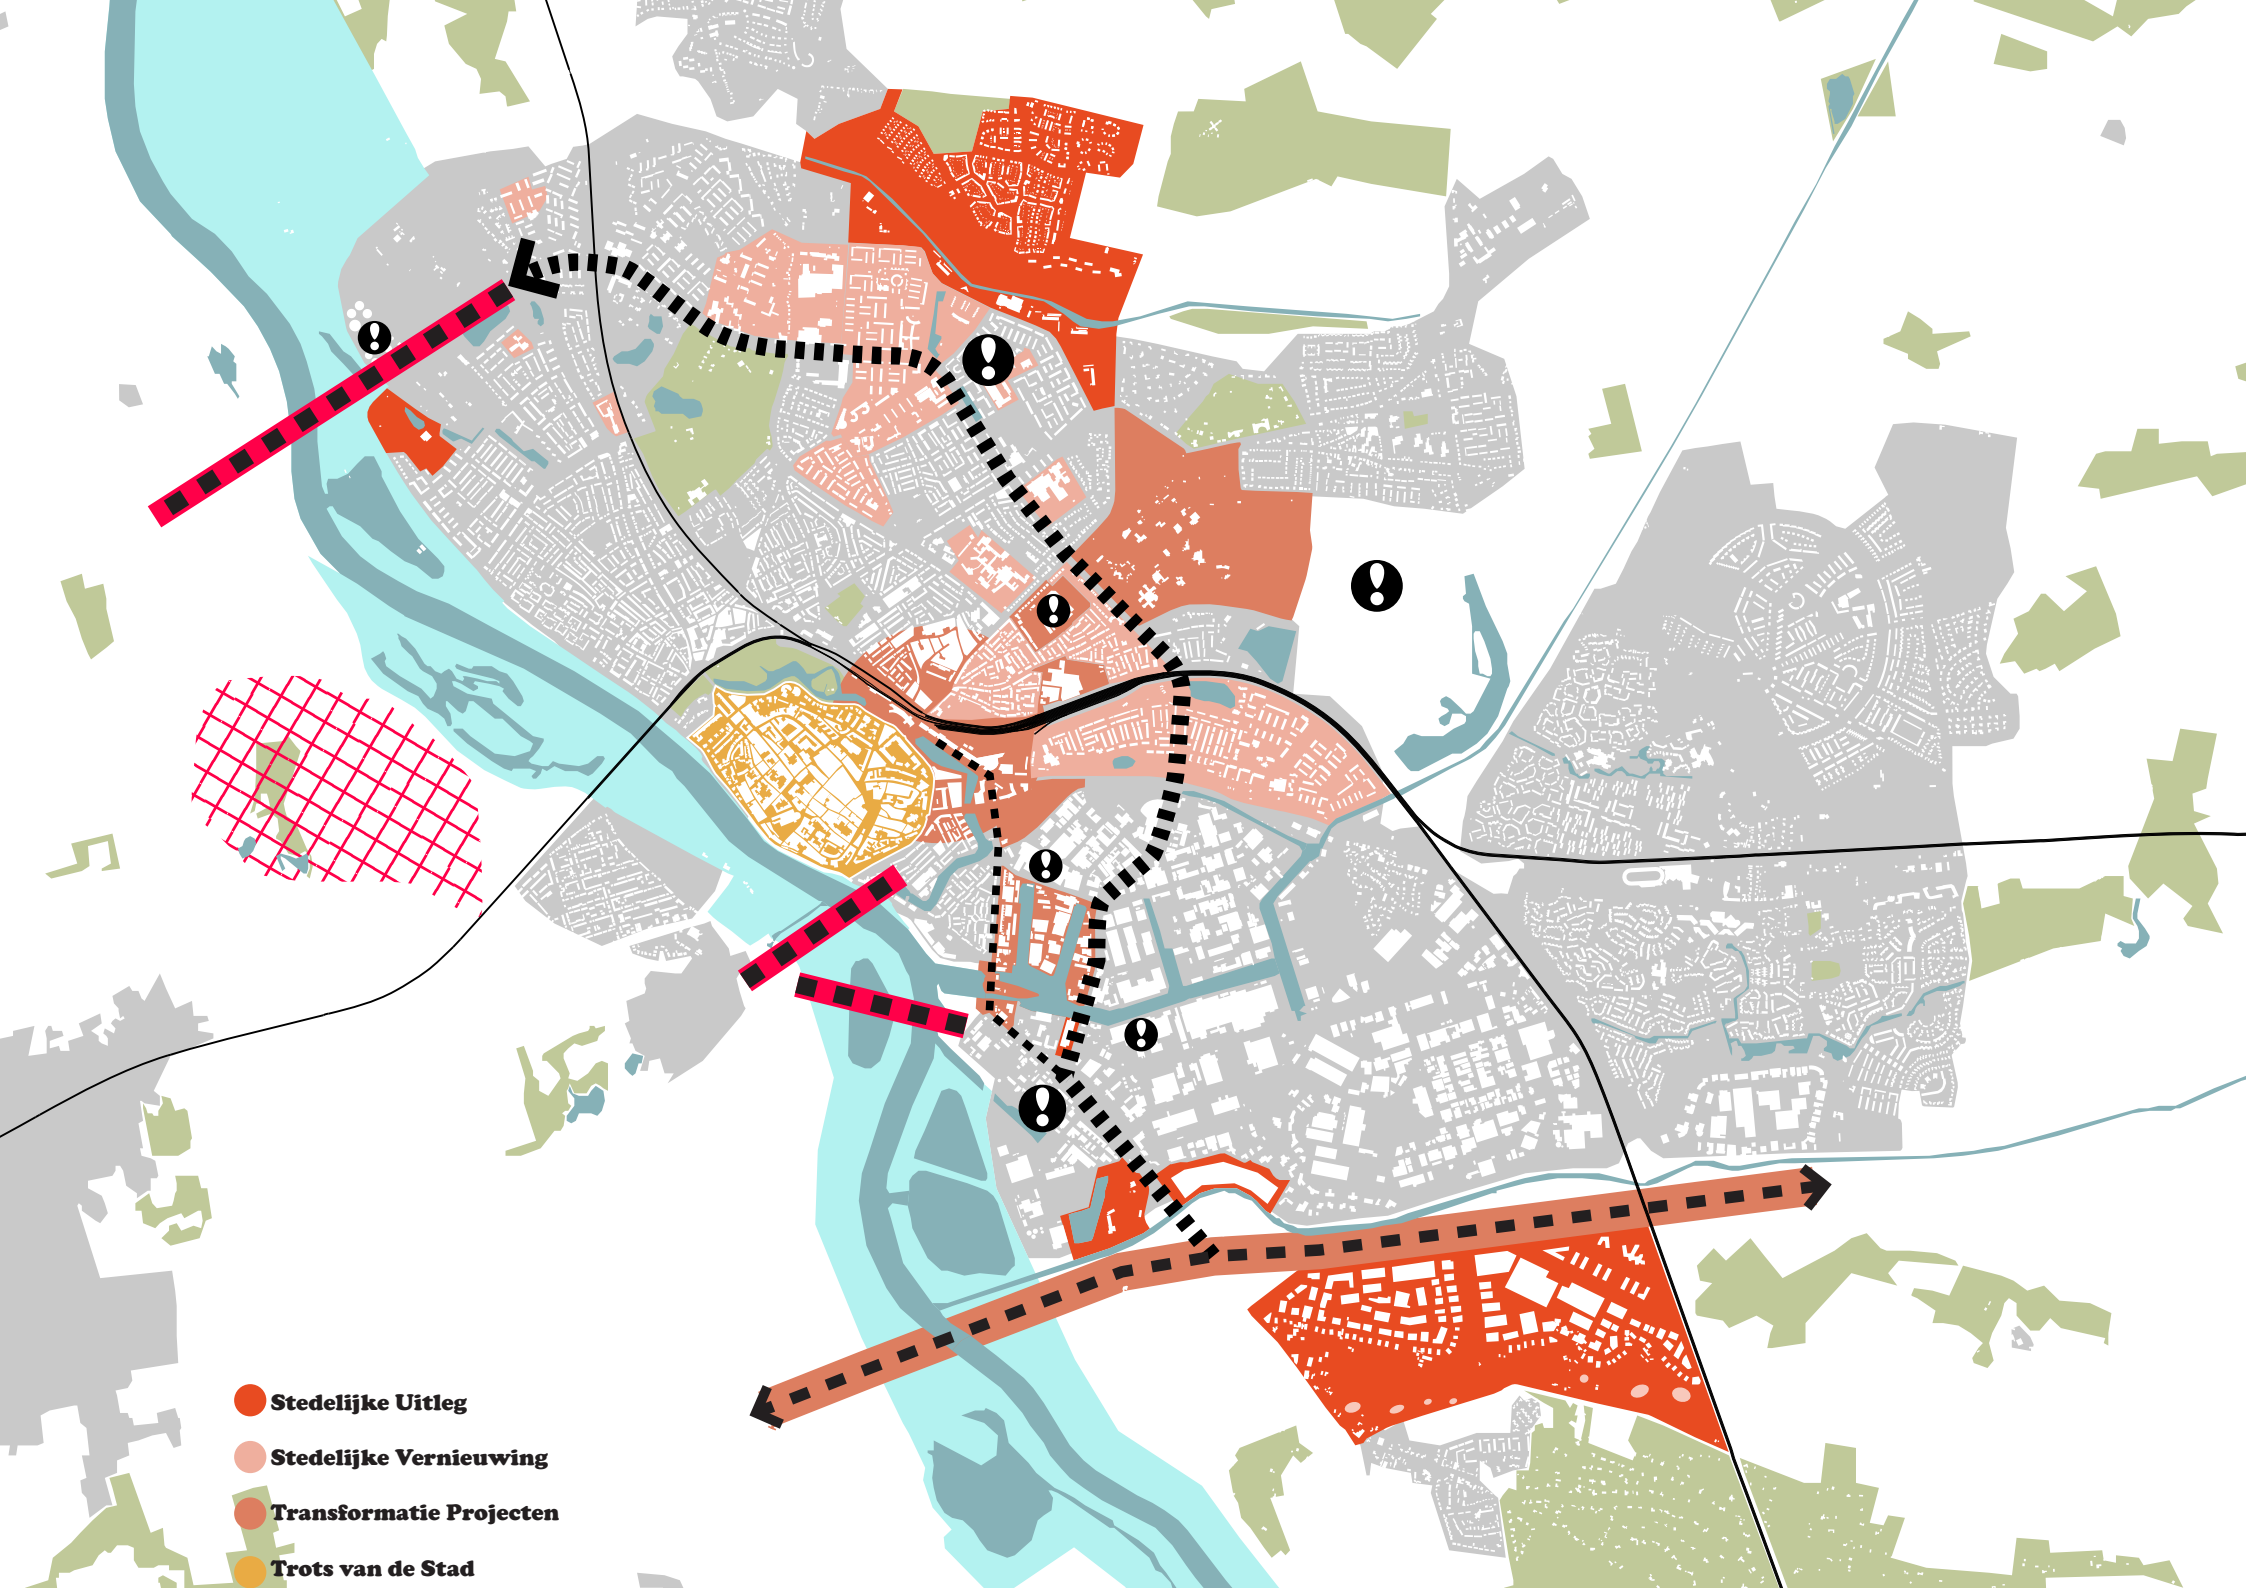 Stedelijke Uitleg
Stedelijke Vernieuwing
Transformatie Projecten
Trots van de Stad